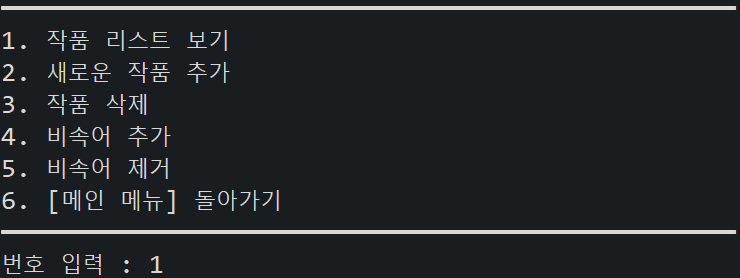 1. 작품 리스트 보기
2. 새로운 작품 추가
3. 작품 삭제
4. 비속어 추가
5. 비속어 제거
6. [메인 메뉴] 돌아가기
번호 입력 : 1